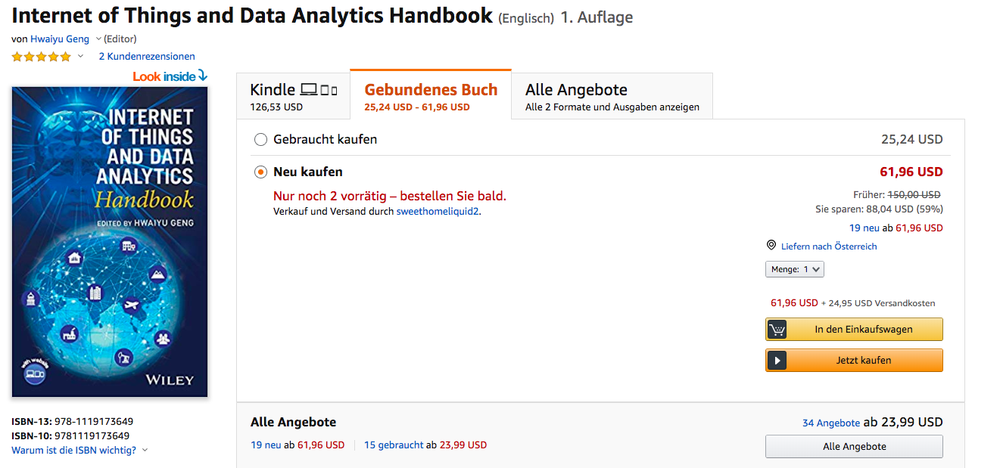 Internet of Things and Data Analytics Handbook (Englisch) 1. Auflage
von Hwaiyu Geng (Editor)
2 Kundenrezensionen
Look inside
INTERNET
OF THINGS
AND DATA
ANALYTICS
Handbook
EDITED BY HWAIYU GENG
with website
WILEY
ISBN-13: 978-1119173649
ISBN-10: 9781119173649
Warum ist die ISBN wichtig?
Kindle
126,53 USD
Gebundenes Buch
25,24 USD - 61,96 USD
Alle Angebote
Alle 2 Formate und Ausgaben anzeigen
Gebraucht kaufen 25,24 USD
Neu kaufen 61,96 USD
Nur noch 2 vorrätig – bestellen Sie bald.
Verkauf und Versand durch sweethomeliquid2.
Früher: 150,00 USD
Sie sparen: 88,04 USD (59%)
19 neu ab 61,96 USD
Liefern nach Österreich
Menge: 1
61,96 USD + 24,95 USD Versandkosten
In den Einkaufswagen
Jetzt kaufen
Alle Angebote
19 neu ab 61,96 USD
15 gebraucht ab 23,99 USD
34 Angebote ab 23,99 USD
Alle Angebote